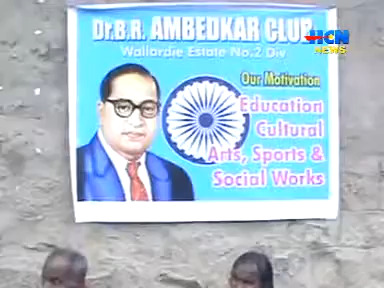 Dr.B.R. AMBEDKAR CLUB
Wallardie Estate No.2 Div
HCN
NEWS
Our Motivation
Education
Cultural
Arts, Sports &
Social Works